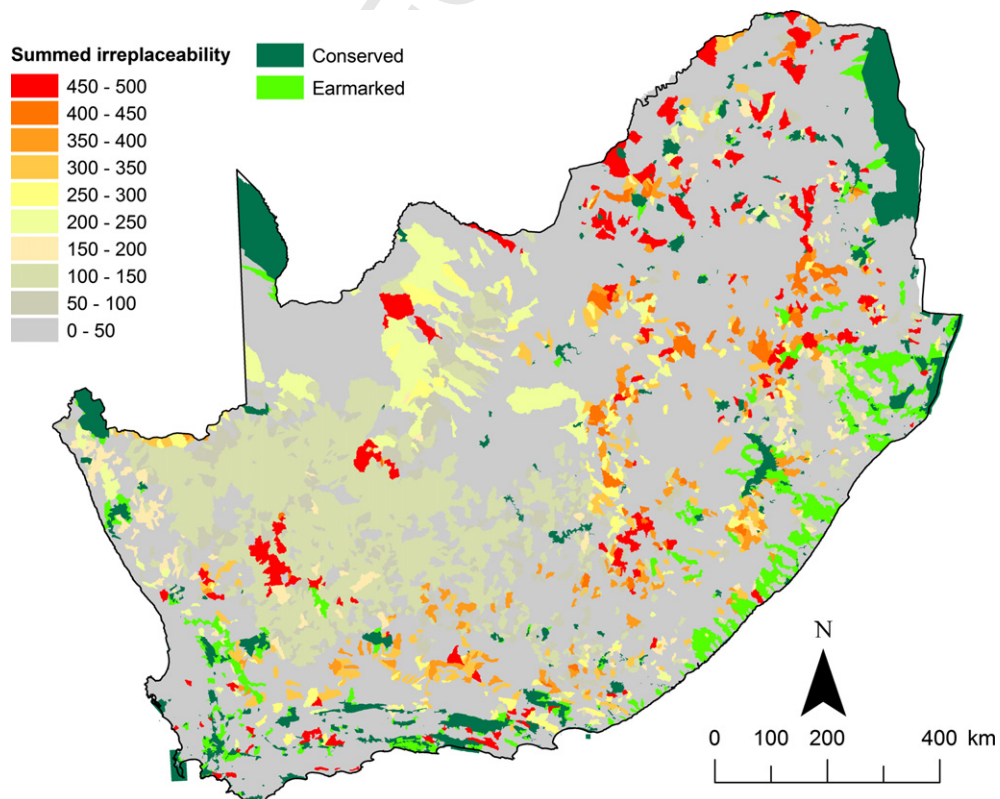 Summed irreplaceability
450 - 500
400 - 450
350 - 400
300 - 350
250 - 300
200 - 250
150 - 200
100 - 150
50 - 100
0 - 50
Conserved
Earmarked
N
0 100 200 400 km